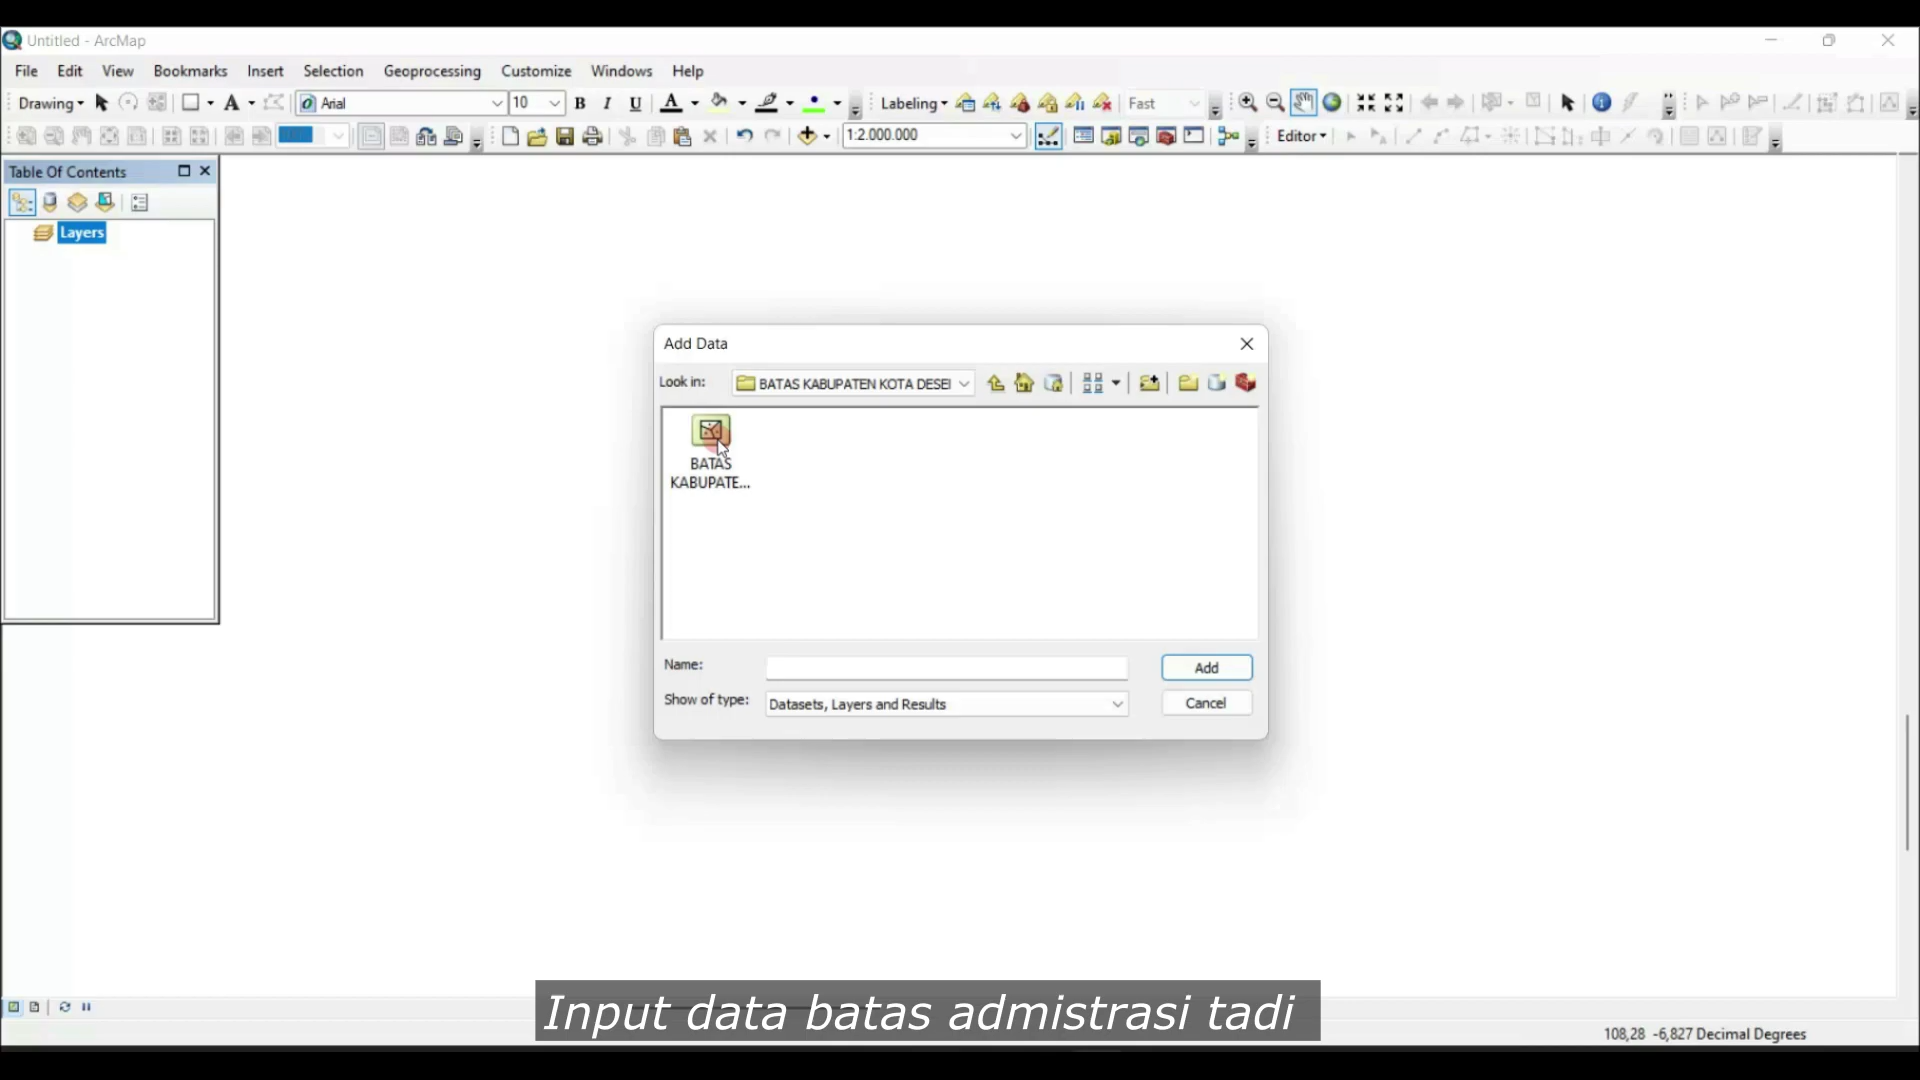 Untitled - ArcMap
File Edit View Bookmarks Insert Selection Geoprocessing Customize Windows Help
Drawing Arial 10 B I U A Labeling Fast
1:2.000.000 Editor
Table Of Contents
Layers
Add Data
Look in: BATAS KABUPATEN KOTA DESEI
BATAS
KABUPATE...
Name: Add
Show of type: Datasets, Layers and Results Cancel
Input data batas admistrasi tadi
108,28 -6,827 Decimal Degrees